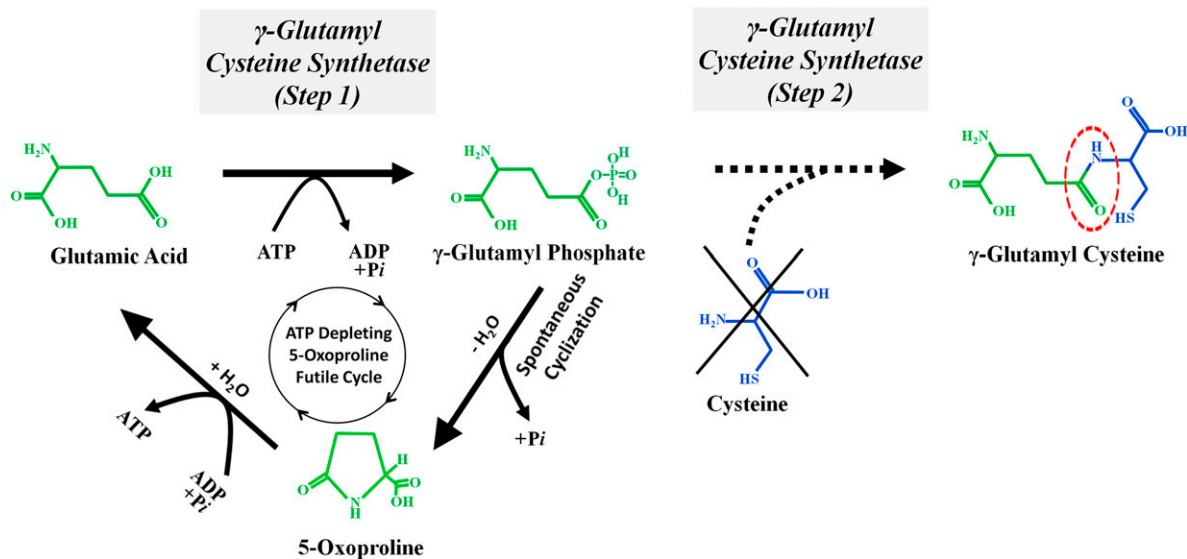 γ-Glutamyl
Cysteine Synthetase
(Step 1)
γ-Glutamyl
Cysteine Synthetase
(Step 2)
H₂N
O
OH
OH
O
Glutamic Acid
ATP
ADP
+Pi
H₂N
O
OH
O
OH
O-P=O
OH
γ-Glutamyl Phosphate
H₂N
O
OH
O
H
N
O
OH
HS
γ-Glutamyl Cysteine
O
OH
H₂N
HS
Cysteine
ATP Depleting
5-Oxoproline
Futile Cycle
- H₂O
Spontaneous
Cyclization
+Pi
+ H₂O
ATP
ADP
+Pi
O
N
H
H
O
OH
5-Oxoproline